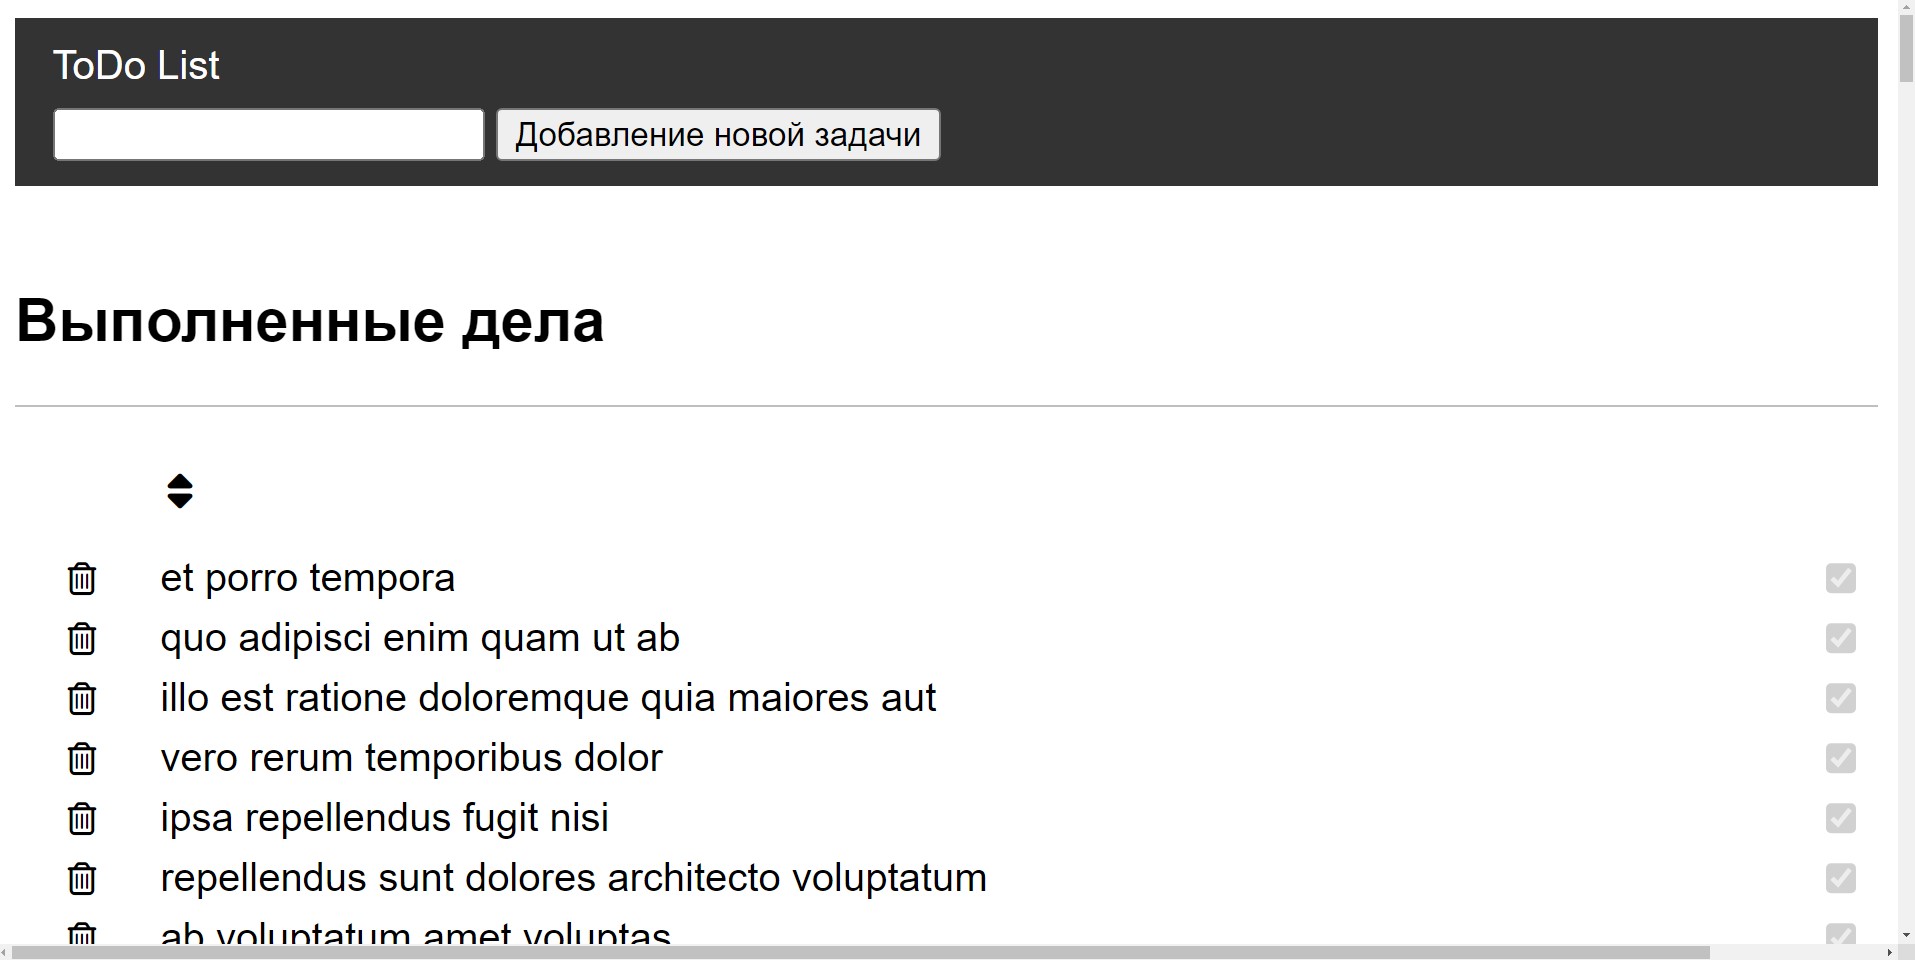 ToDo List
Добавление новой задачи
Выполненные дела
et porro tempora
quo adipisci enim quam ut ab
illo est ratione doloremque quia maiores aut
vero rerum temporibus dolor
ipsa repellendus fugit nisi
repellendus sunt dolores architecto voluptatum
ab voluptatum amet voluptas